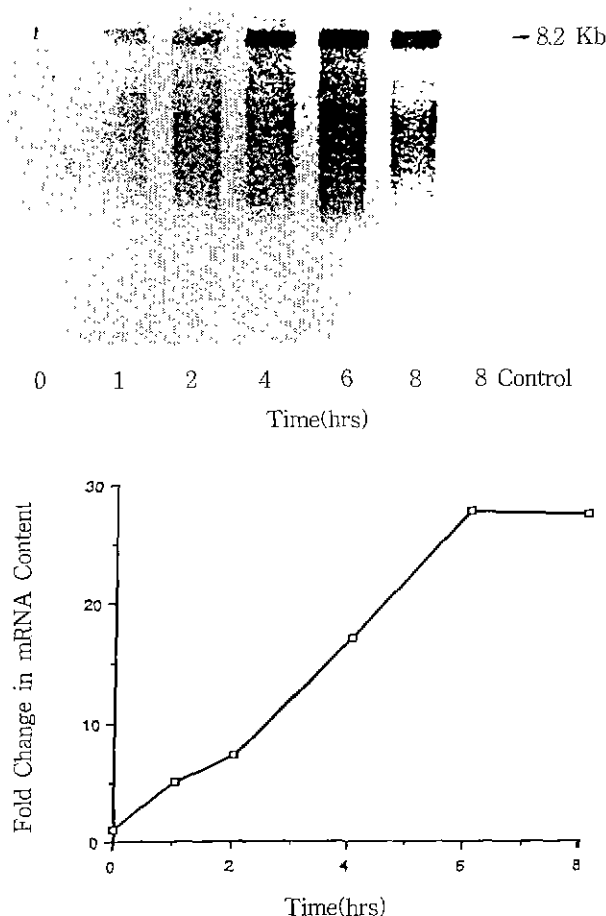 → 8.2 Kb
0 1 2 4 6 8 8 Control
Time(hrs)
30
20
10
0
Fold Change in mRNA Content
0 2 4 6 8
Time(hrs)